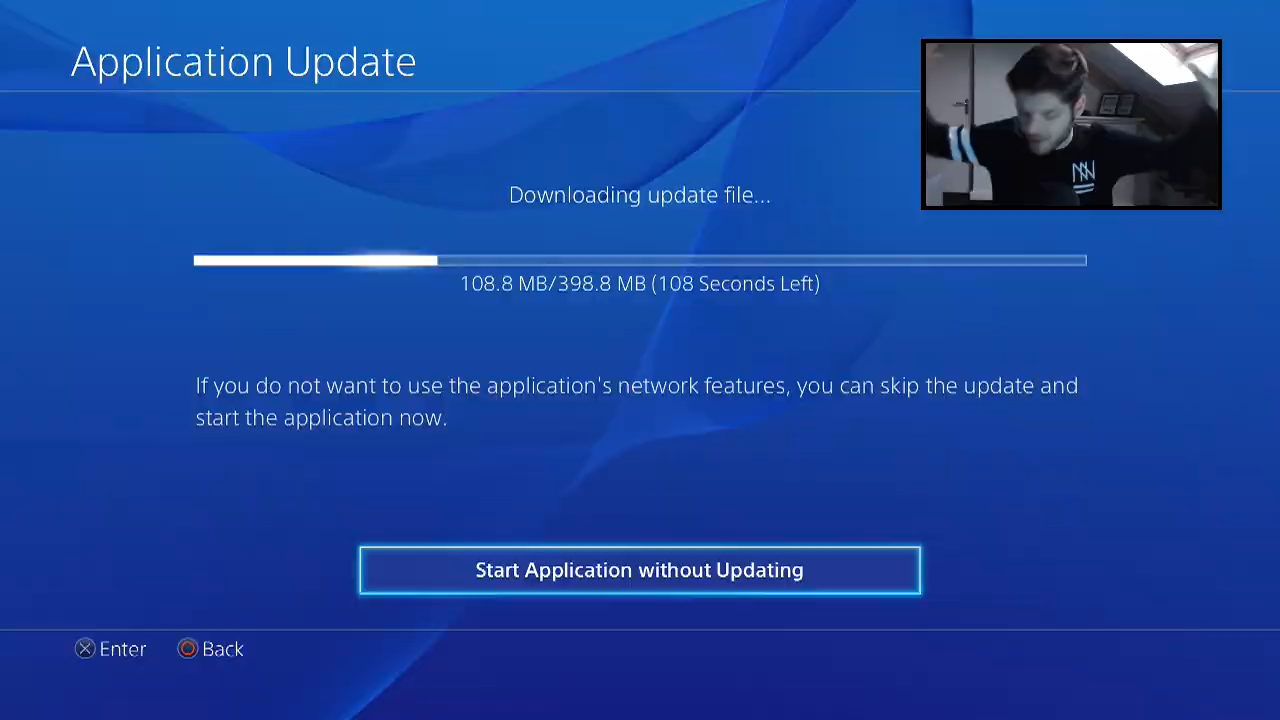 Application Update
Downloading update file...
108.8 MB/398.8 MB (108 Seconds Left)
If you do not want to use the application's network features, you can skip the update and
start the application now.
Start Application without Updating
Enter
Back